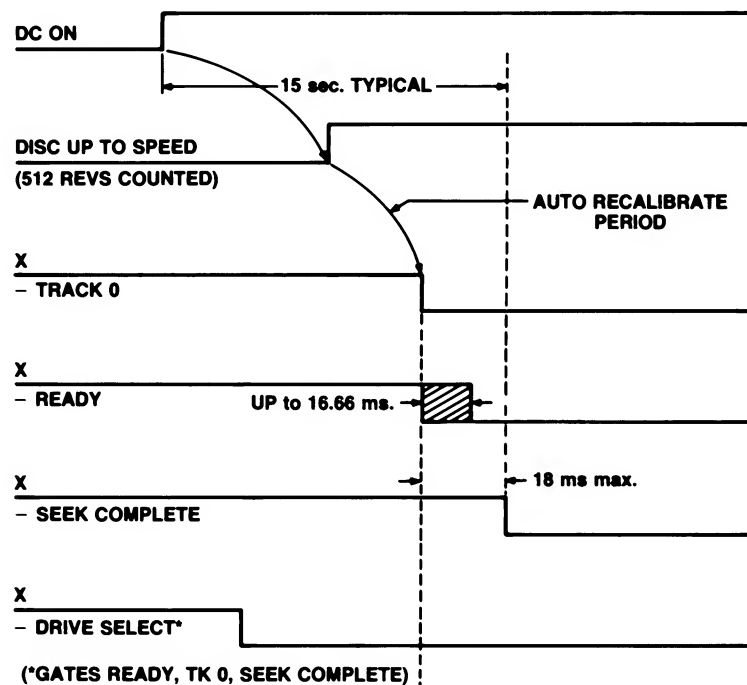 DC ON
15 sec. TYPICAL
DISC UP TO SPEED
(512 REVS COUNTED)
AUTO RECALIBRATE
PERIOD
X
– TRACK 0
X
– READY
UP to 16.66 ms.
X
18 ms max.
– SEEK COMPLETE
X
– DRIVE SELECT*
(*GATES READY, TK 0, SEEK COMPLETE)